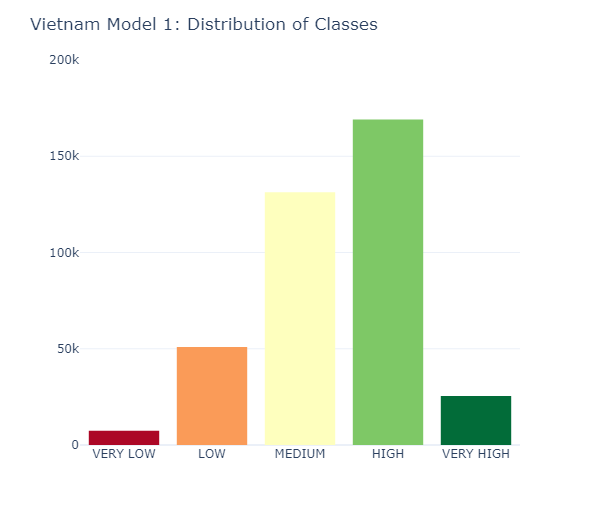 Vietnam Model 1: Distribution of Classes
200k
150k
100k
50k
0
VERY LOW LOW MEDIUM HIGH VERY HIGH